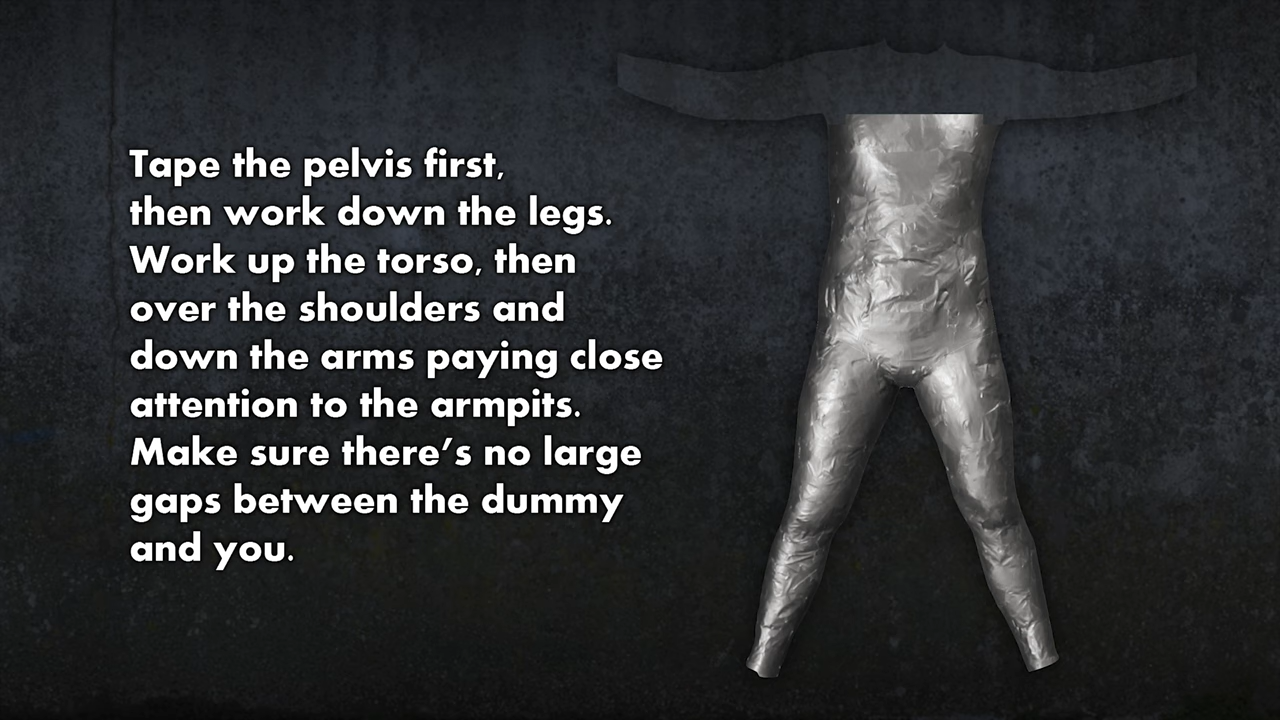 Tape the pelvis first,
then work down the legs.
Work up the torso, then
over the shoulders and
down the arms paying close
attention to the armpits.
Make sure there’s no large
gaps between the dummy
and you.